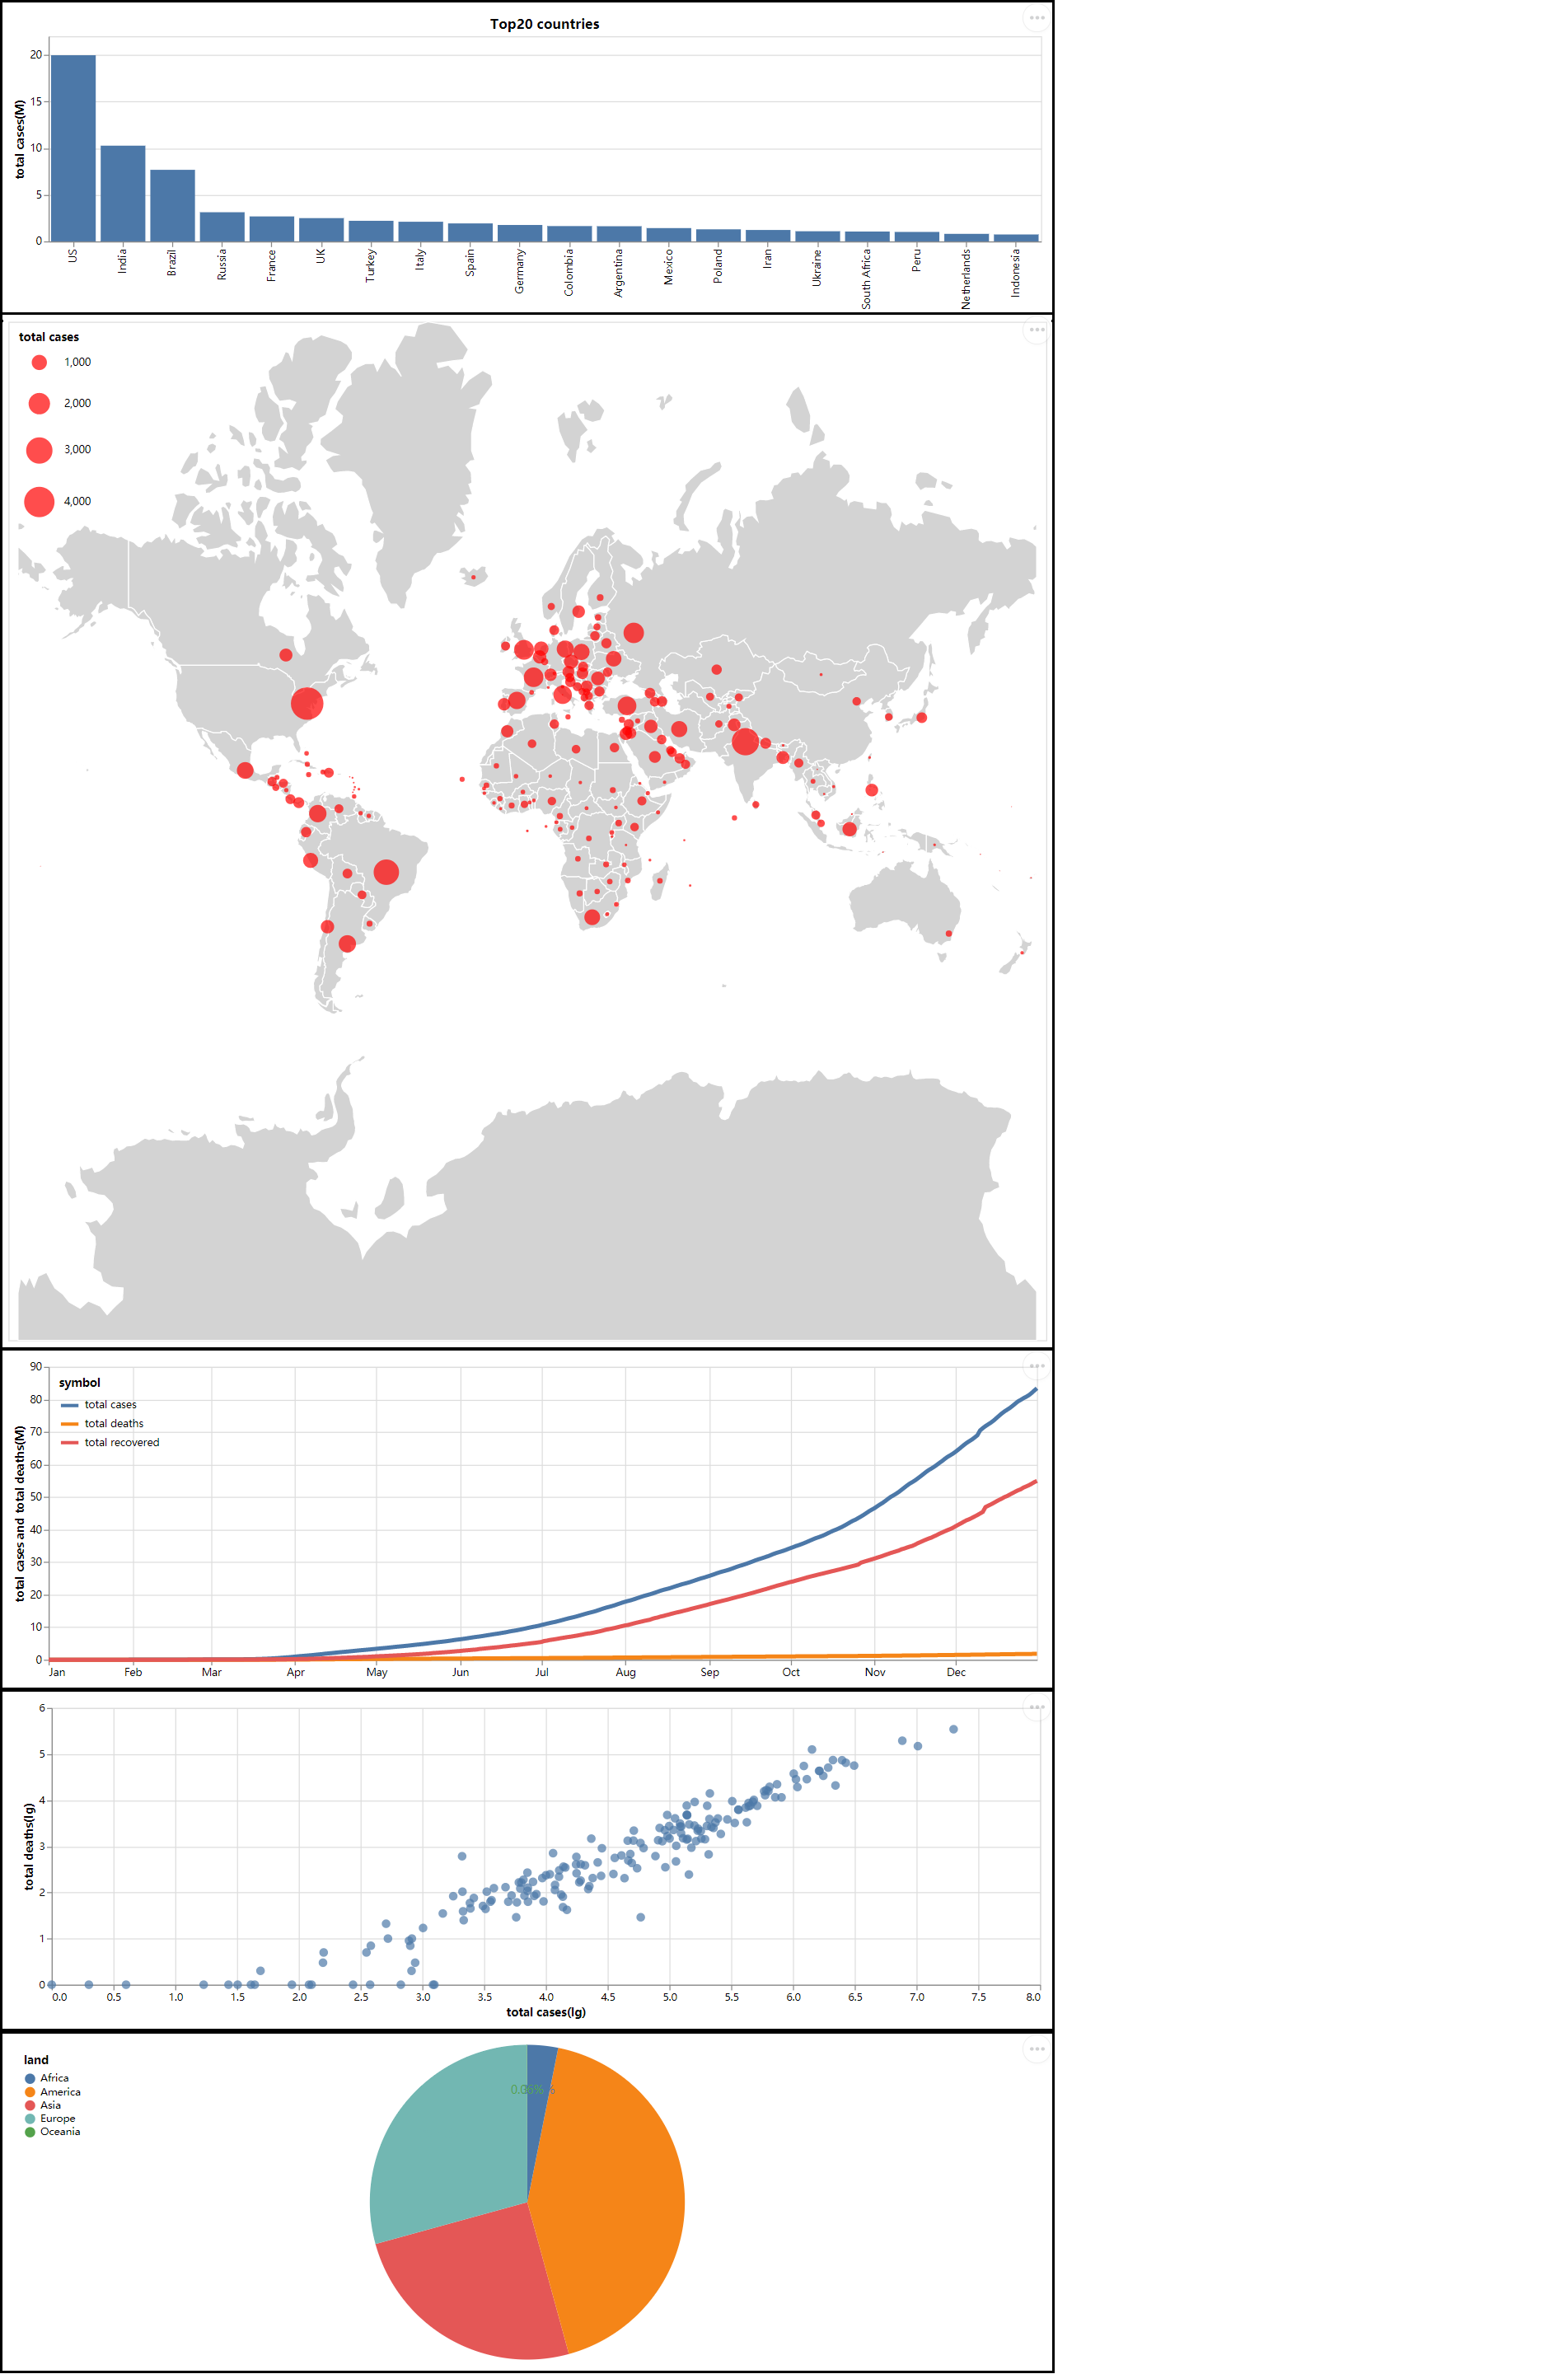 Top20 countries
total cases(M)
20
15
10
5
0
US
India
Brazil
Russia
France
UK
Turkey
Italy
Spain
Germany
Colombia
Argentina
Mexico
Poland
Iran
Ukraine
South Africa
Peru
Netherlands
Indonesia
total cases
1,000
2,000
3,000
4,000
total cases and total deaths(M)
90
80
70
60
50
40
30
20
10
0
symbol
total cases
total deaths
total recovered
Jan Feb Mar Apr May Jun Jul Aug Sep Oct Nov Dec
total deaths(lg)
6
5
4
3
2
1
0
0.0 0.5 1.0 1.5 2.0 2.5 3.0 3.5 4.0 4.5 5.0 5.5 6.0 6.5 7.0 7.5 8.0
total cases(lg)
land
Africa
America
Asia
Europe
Oceania